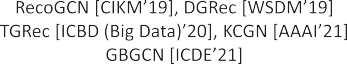 RecoGCN [CIKM’19], DGRec [WSDM’19]
TGRec [ICBD (Big Data)’20], KCGN [AAAI’21]
GBGCN [ICDE’21]